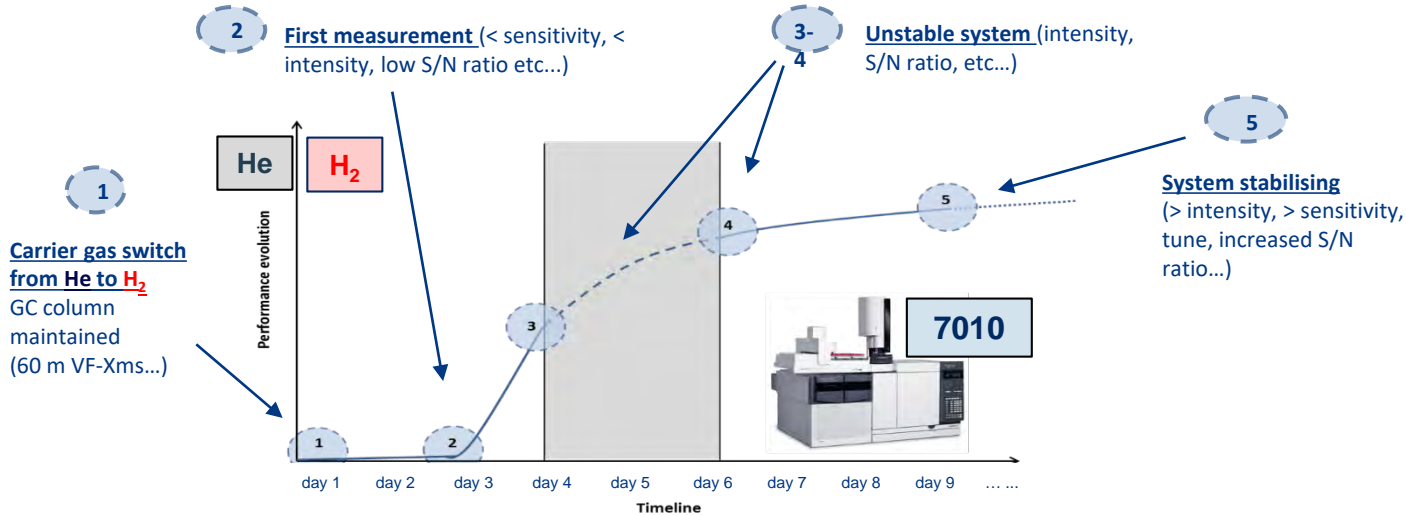 2
First measurement (< sensitivity, <
intensity, low S/N ratio etc...)
3-
4
Unstable system (intensity,
S/N ratio, etc...)
5
System stabilising
(> intensity, > sensitivity,
tune, increased S/N
ratio...)
1
Carrier gas switch
from He to H₂
GC column
maintained
(60 m VF-Xms...)
He
H₂
Performance evolution
1
2
3
4
5
7010
day 1 day 2 day 3 day 4 day 5 day 6 day 7 day 8 day 9 ... ...
Timeline